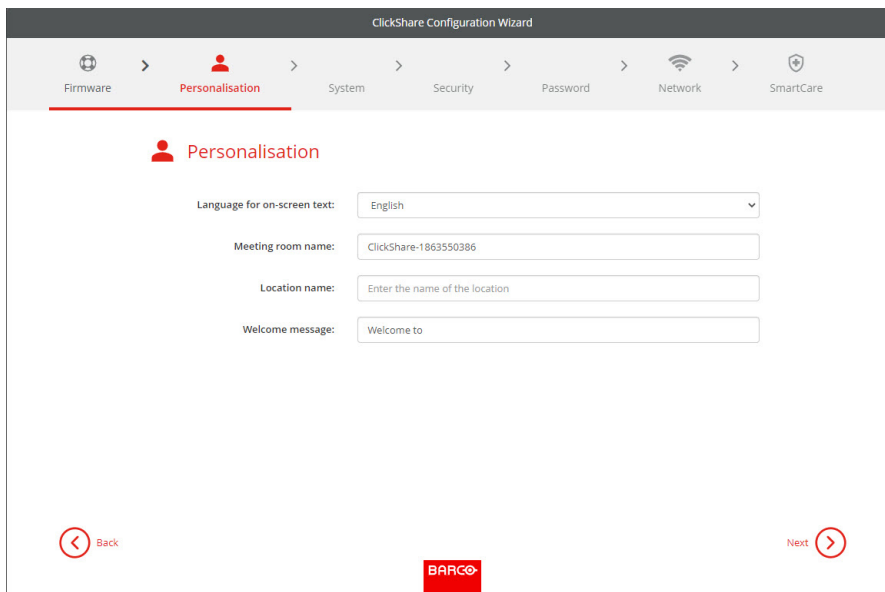 ClickShare Configuration Wizard
Firmware Personalisation System Security Password Network SmartCare
Personalisation
Language for on-screen text: English
Meeting room name: ClickShare-1863550386
Location name: Enter the name of the location
Welcome message: Welcome to
Back Next
BARCO